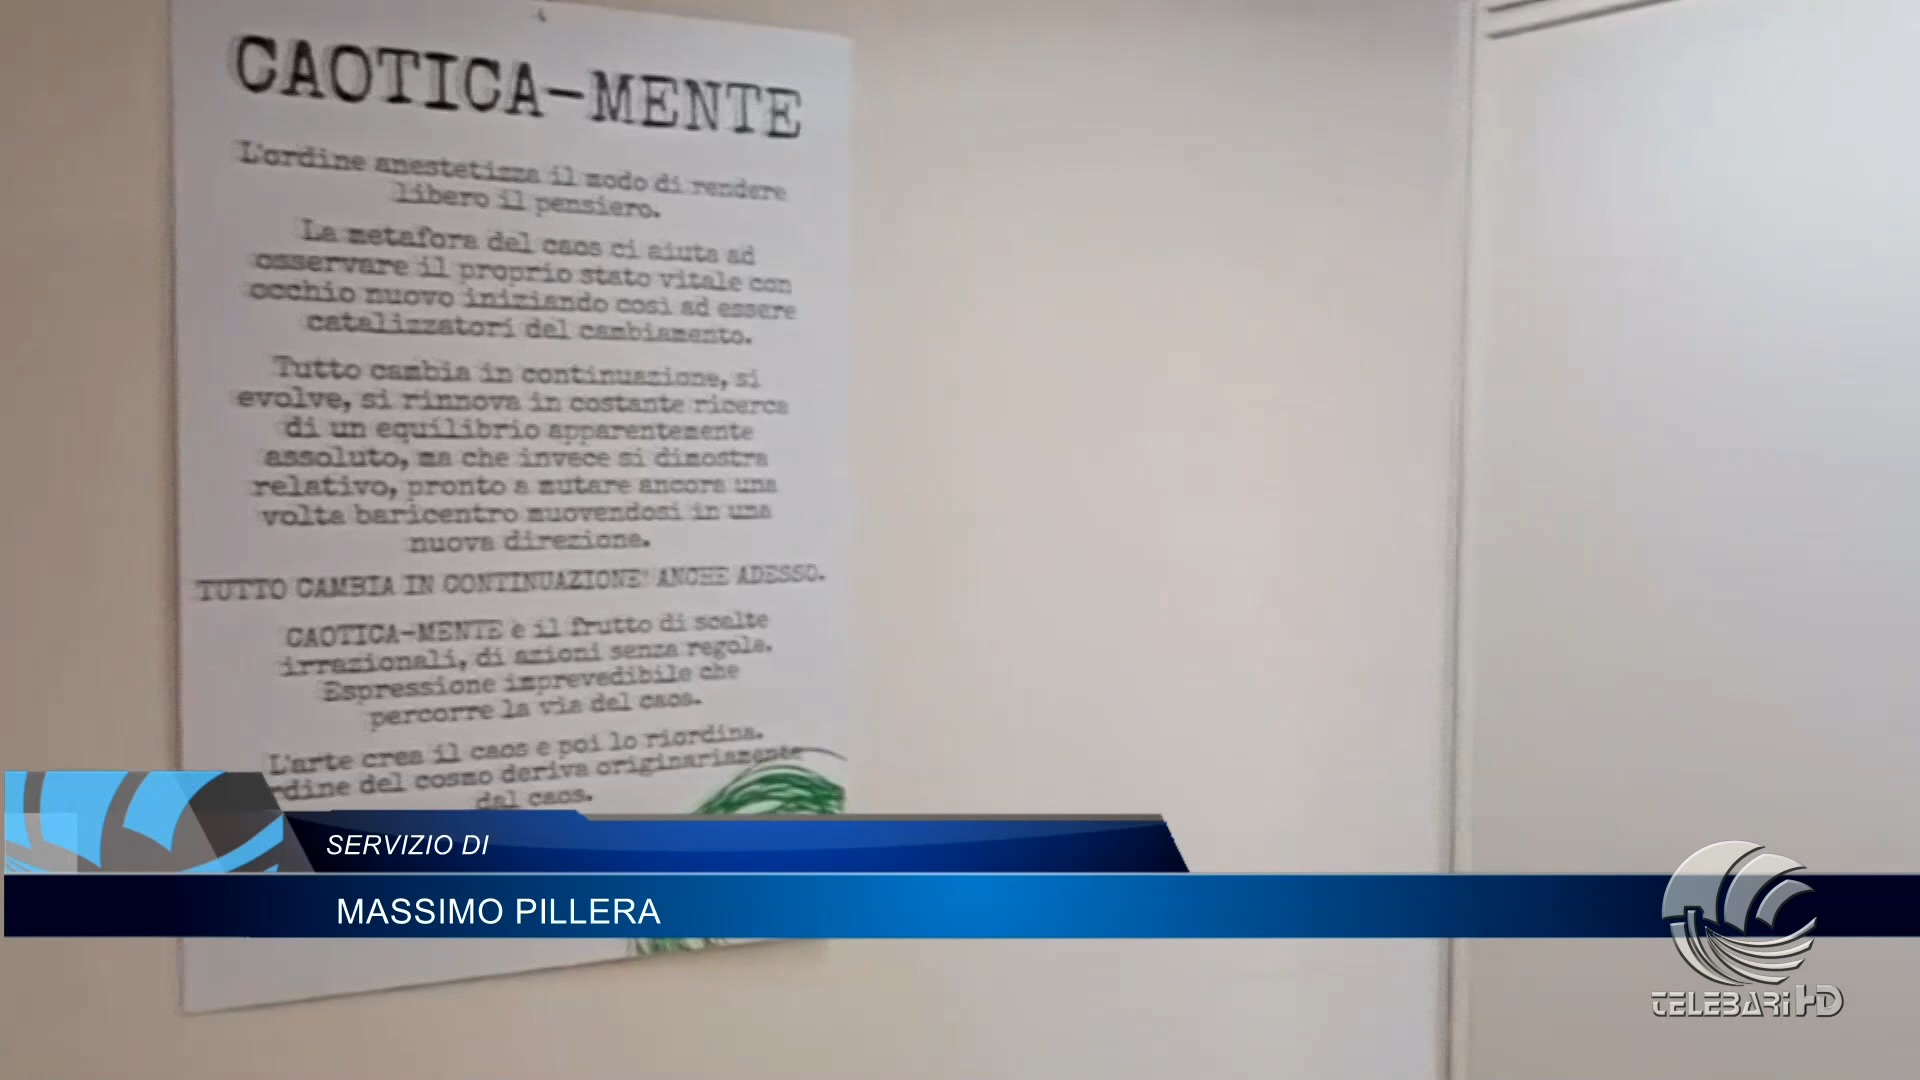 CAOTICA-MENTE
L'ordine anestetizza il modo di rendere
libero il pensiero.
La metafora del caos ci aiuta ad
osservare il proprio stato vitale con
occhio nuovo iniziando così ad essere
catalizzatori del cambiamento.
Tutto cambia in continuazione, si
evolve, si rinnova in costante ricerca
di un equilibrio apparentemente
assoluto, ma che invece si dimostra
relativo, pronto a mutare ancora una
volta baricentro muovendosi in una
nuova direzione.
TUTTO CAMBIA IN CONTINUAZIONE! ANCHE ADESSO.
CAOTICA-MENTE è il frutto di scelte
irrazionali, di azioni senza regole.
Espressione imprevedibile che
percorre la via del caos.
L'arte crea il caos e poi lo riordina.
rdine del cosmo deriva originariamente
dal caos.
SERVIZIO DI
MASSIMO PILLERA
TELEBARI HD